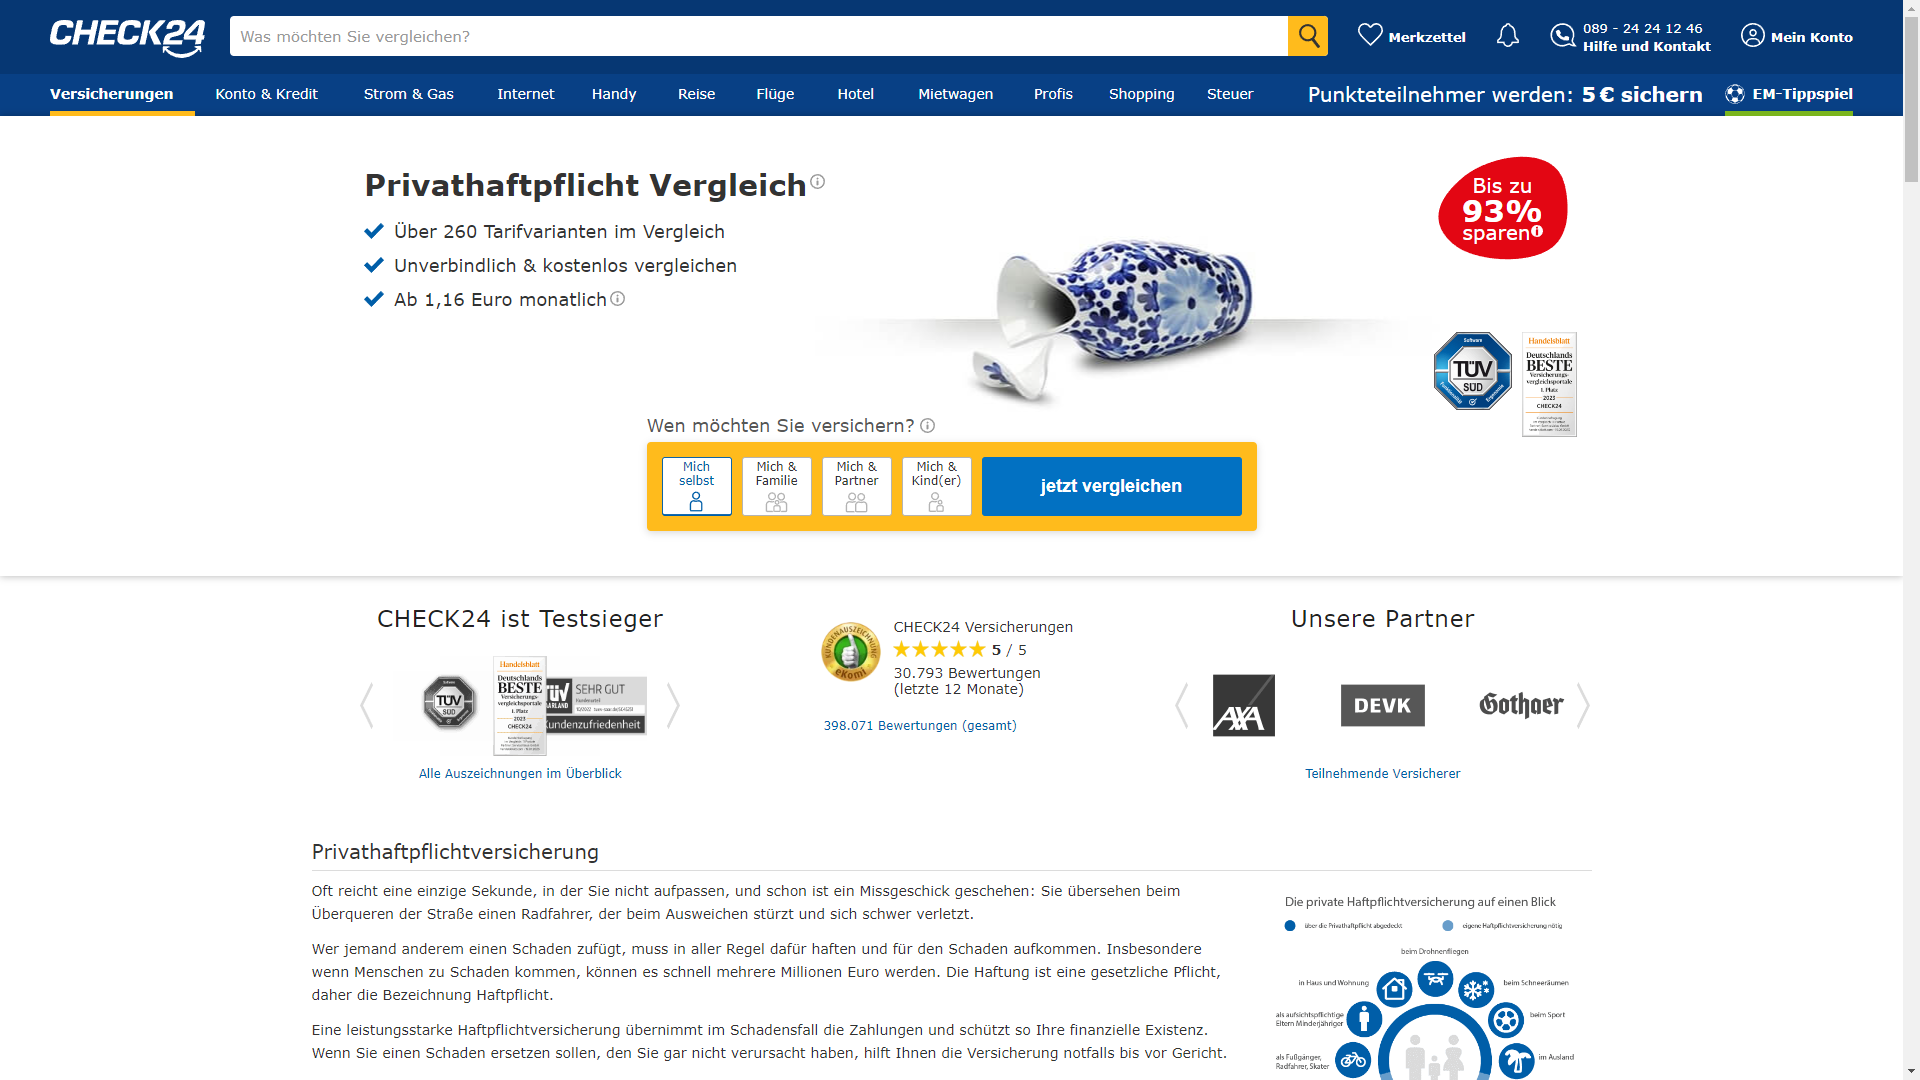 CHECK24
Was möchten Sie vergleichen?
Merkzettel
089 - 24 24 12 46
Hilfe und Kontakt
Mein Konto
Versicherungen
Konto & Kredit
Strom & Gas
Internet
Handy
Reise
Flüge
Hotel
Mietwagen
Profis
Shopping
Steuer
Punkteteilnehmer werden: 5 € sichern
EM-Tippspiel
Privathaftpflicht Vergleich
Über 260 Tarifvarianten im Vergleich
Unverbindlich & kostenlos vergleichen
Ab 1,16 Euro monatlich
Bis zu
93%
sparen
Software
TÜV
SÜD
Handelsblatt
Deutschlands
BESTE
Versicherungs-
vergleichsportale
1. Platz
2023
CHECK24
Wen möchten Sie versichern?
Mich
selbst
Mich &
Familie
Mich &
Partner
Mich &
Kind(er)
jetzt vergleichen
CHECK24 ist Testsieger
TÜV
SÜD
Handelsblatt
Deutschlands
BESTE
Versicherungs-
vergleichsportale
1. Platz
2023
CHECK24
SEHR GUT
Kundenzufriedenheit
Alle Auszeichnungen im Überblick
KUNDENAUSZEICHNUNG
eKomi
CHECK24 Versicherungen
5 / 5
30.793 Bewertungen
(letzte 12 Monate)
398.071 Bewertungen (gesamt)
Unsere Partner
AXA
DEVK
Gothaer
Teilnehmende Versicherer
Privathaftpflichtversicherung
Oft reicht eine einzige Sekunde, in der Sie nicht aufpassen, und schon ist ein Missgeschick geschehen: Sie übersehen beim
Überqueren der Straße einen Radfahrer, der beim Ausweichen stürzt und sich schwer verletzt.
Wer jemand anderem einen Schaden zufügt, muss in aller Regel dafür haften und für den Schaden aufkommen. Insbesondere
wenn Menschen zu Schaden kommen, können es schnell mehrere Millionen Euro werden. Die Haftung ist eine gesetzliche Pflicht,
daher die Bezeichnung Haftpflicht.
Eine leistungsstarke Haftpflichtversicherung übernimmt im Schadensfall die Zahlungen und schützt so Ihre finanzielle Existenz.
Wenn Sie einen Schaden ersetzen sollen, den Sie gar nicht verursacht haben, hilft Ihnen die Versicherung notfalls bis vor Gericht.
Die private Haftpflichtversicherung auf einen Blick
über die Privathaftpflicht abgedeckt
eigene Haftpflichtversicherung nötig
beim Drohnenfliegen
in Haus und Wohnung
beim Schneeräumen
als aufsichtspflichtige
Eltern Minderjähriger
beim Sport
als Fußgänger,
Radfahrer, Skater
im Ausland